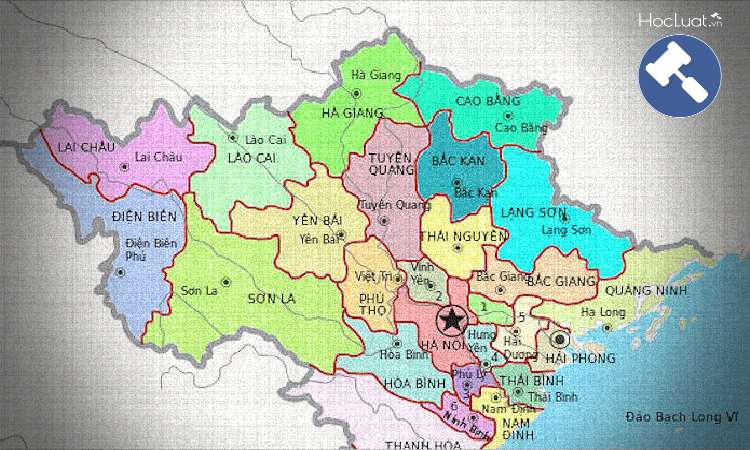 HocLuat.vn
Hà Giang
HÀ GIANG
CAO BẰNG
Cao Bằng
LAI CHÂU
Lai Châu
Lào Cai
LÀO CAI
TUYÊN
QUANG
Tuyên Quang
BẮC KẠN
Bắc Kạn
ĐIỆN BIÊN
Điện Biên
Phủ
YÊN BÁI
Yên Bái
THÁI NGUYÊN
LẠNG SƠN
Lạng Sơn
Sơn La
SƠN LA
Việt Trì
PHÚ
THỌ
Vĩnh
Yên
2
Bắc Giang
BẮC GIANG
QUẢNG NINH
Hạ Long
1
5
HÀ NỘI
Hưng
Yên
Hải
Dương
HẢI PHÒNG
4
Hòa Bình
HÒA BÌNH
Phủ Lý
3
THÁI BÌNH
Thái Bình
Nam Định
NAM
ĐỊNH
6
Ninh Bình
THANH HÓA
Đảo Bạch Long Vĩ